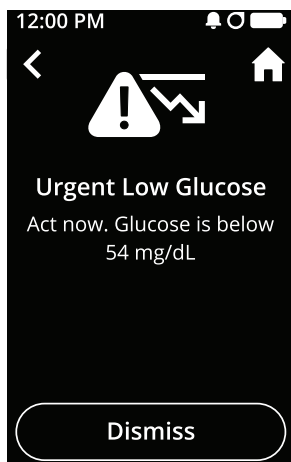 12:00 PM
Urgent Low Glucose
Act now. Glucose is below
54 mg/dL
Dismiss